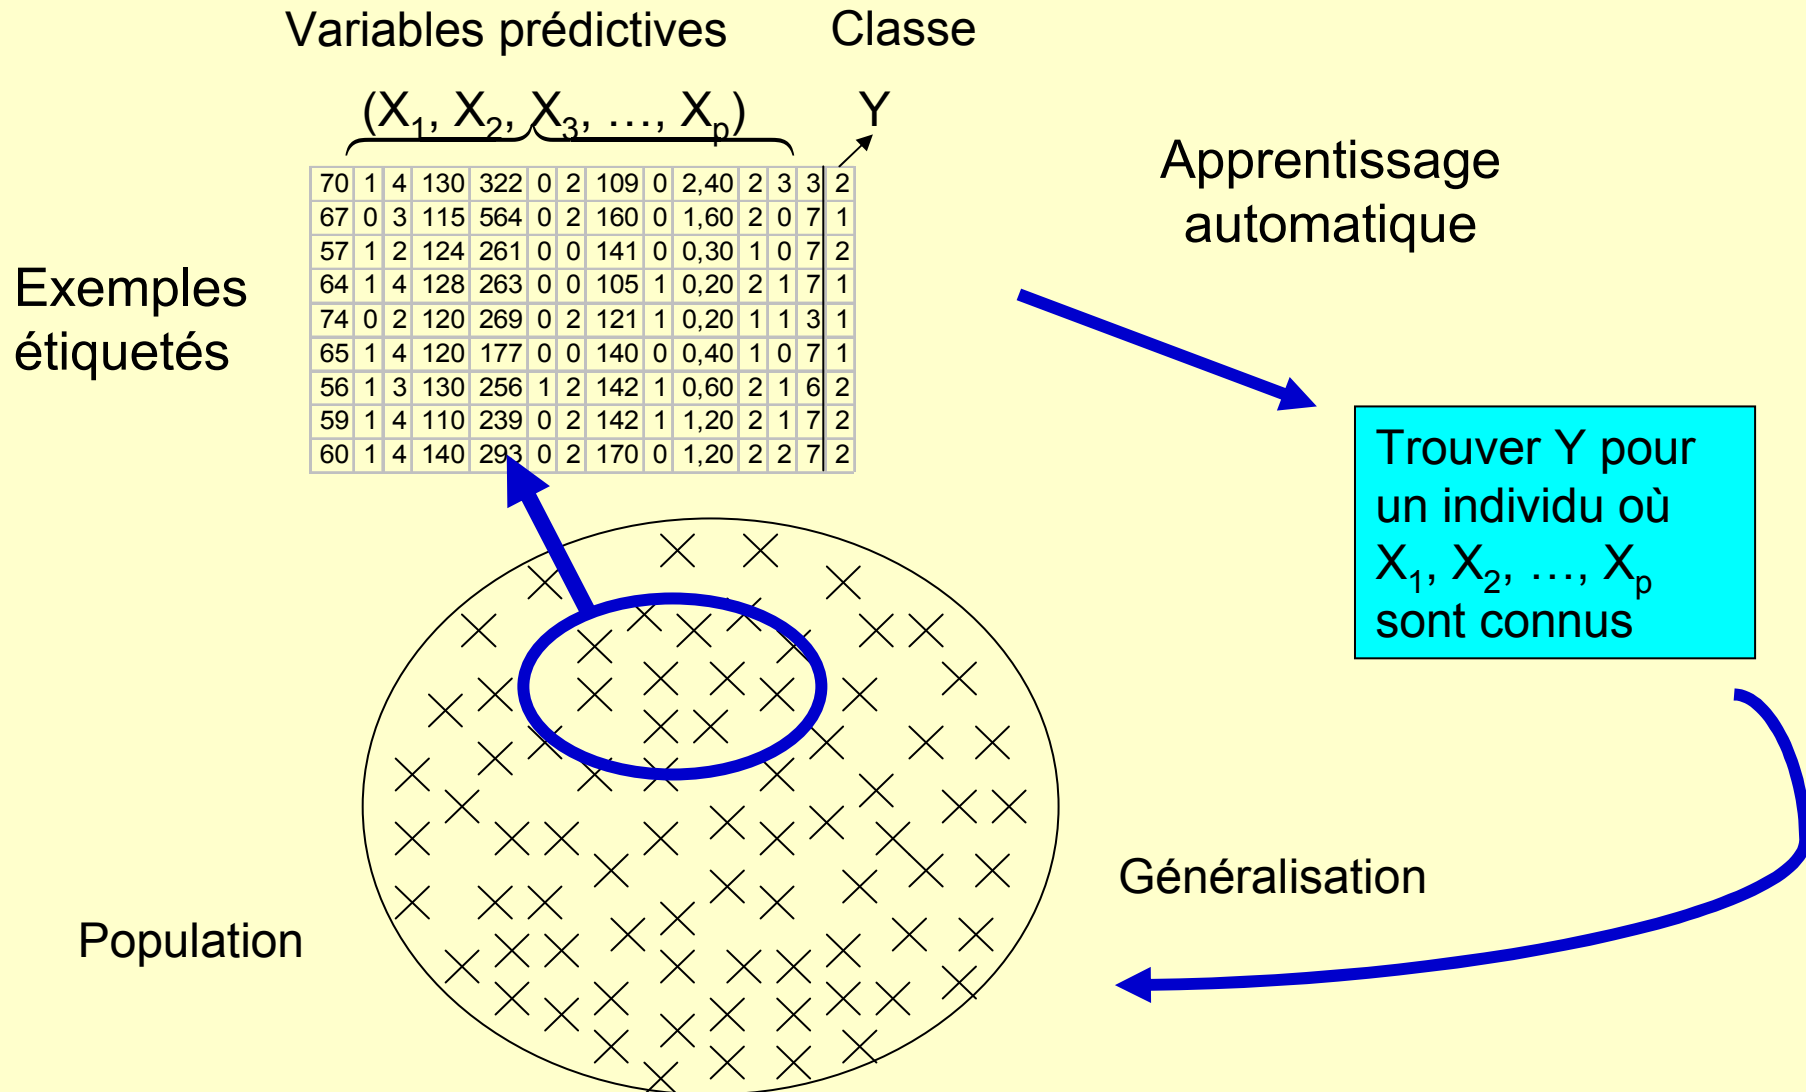 Variables prédictives Classe
(X1, X2, X3, …, Xp) Y
70 1 4 130 322 0 2 109 0 2,40 2 3 3 2
67 0 3 115 564 0 2 160 0 1,60 2 0 7 1
57 1 2 124 261 0 0 141 0 0,30 1 0 7 2
64 1 4 128 263 0 0 105 1 0,20 2 1 7 1
74 0 2 120 269 0 2 121 1 0,20 1 1 3 1
65 1 4 120 177 0 0 140 0 0,40 1 0 7 1
56 1 3 130 256 1 2 142 1 0,60 2 1 6 2
59 1 4 110 239 0 2 142 1 1,20 2 1 7 2
60 1 4 140 293 0 2 170 0 1,20 2 2 7 2
Exemples
étiquetés
Apprentissage
automatique
Trouver Y pour
un individu où
X1, X2, …, Xp
sont connus
Généralisation
Population